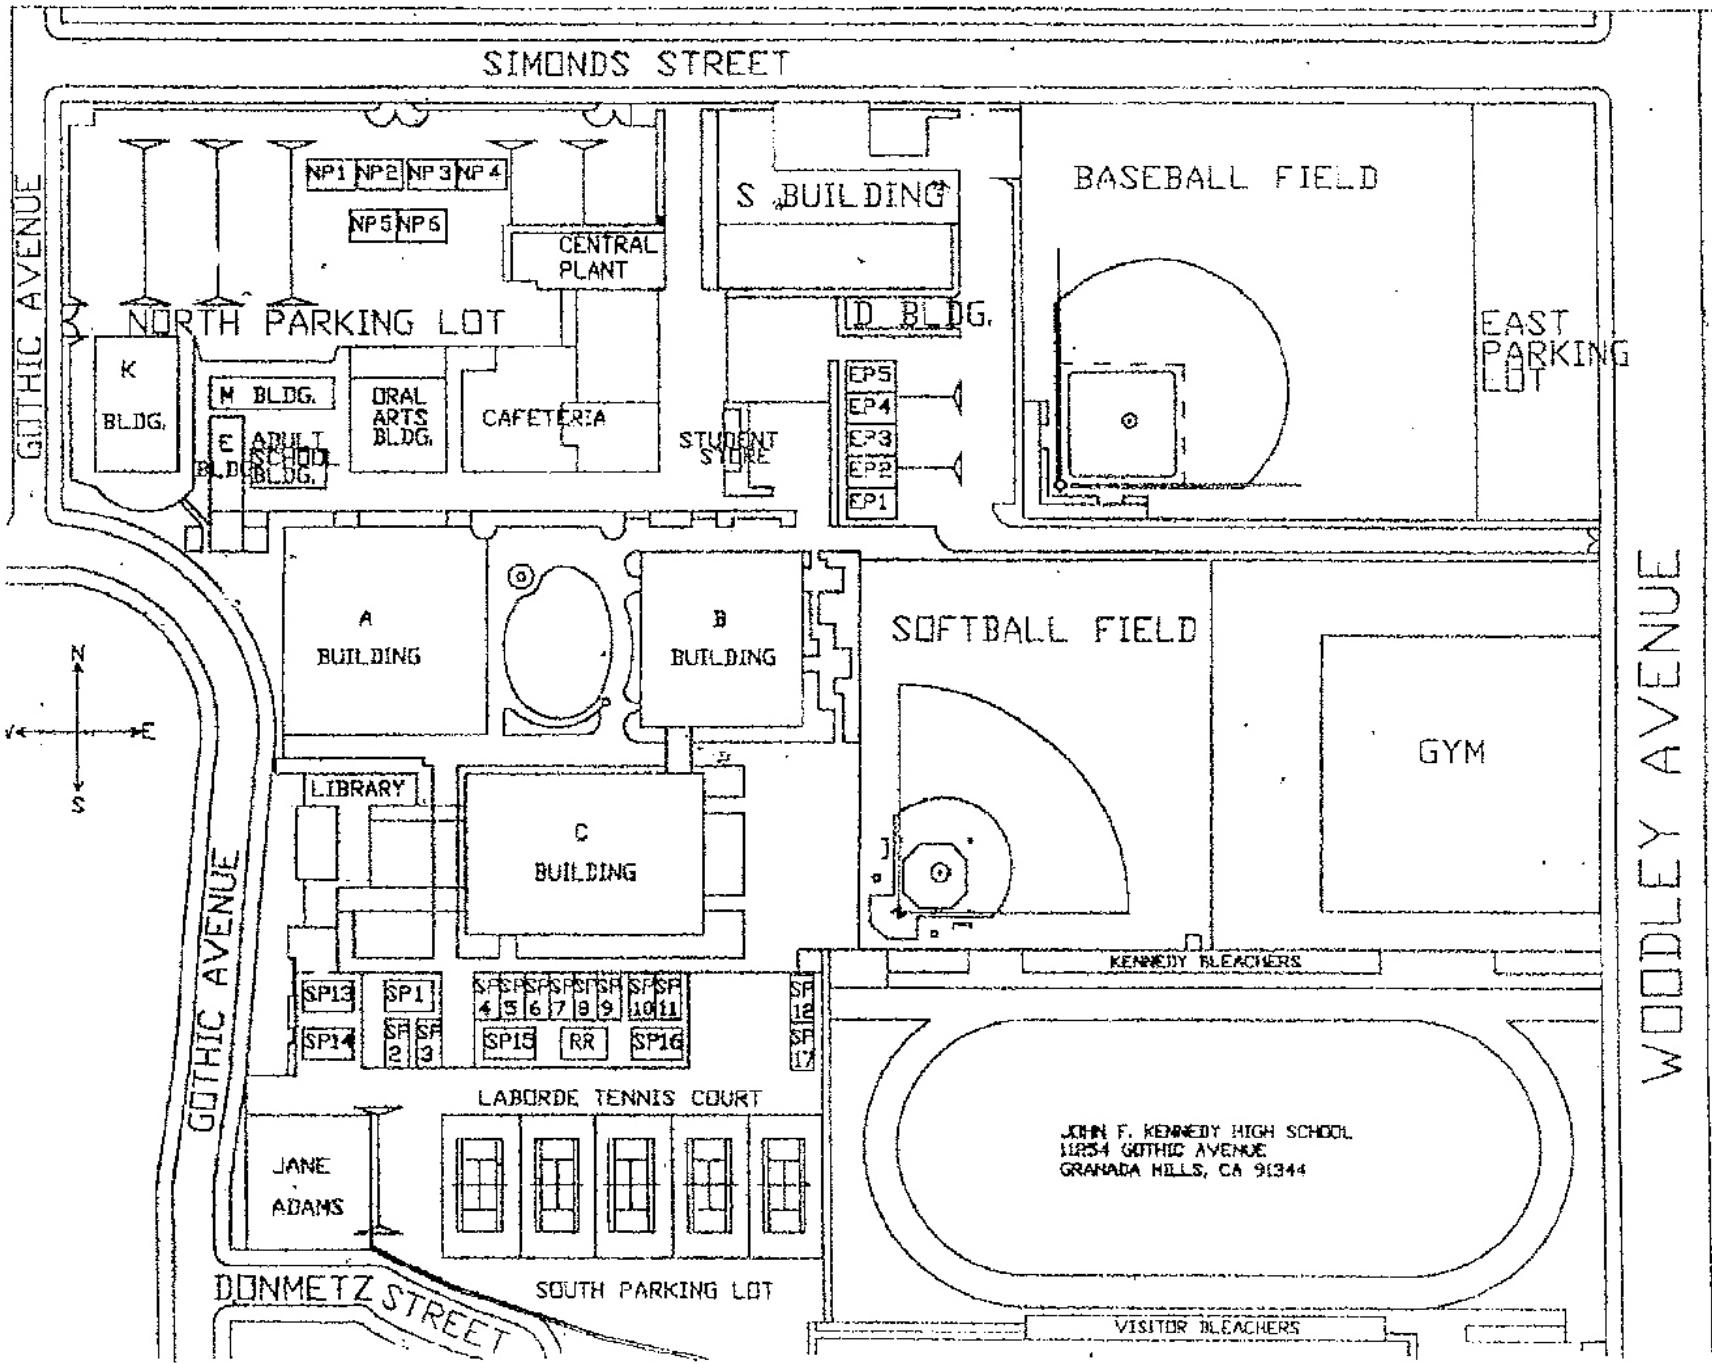 SIMONDS STREET
GOTHIC AVENUE
NP1 NP2 NP3 NP4
NP5 NP6
S BUILDING
BASEBALL FIELD
CENTRAL
PLANT
NORTH PARKING LOT
D BLDG.
EAST
PARKING
LOT
K
BLDG.
M BLDG.
ORAL
ARTS
BLDG.
CAFETERIA
E
BLDG
ADULT
SCHOOL
BLDG.
STUDENT
STORE
EP5
EP4
EP3
EP2
EP1
A
BUILDING
B
BUILDING
SOFTBALL FIELD
WOODLEY AVENUE
N
W E
S
GYM
LIBRARY
C
BUILDING
GOTHIC AVENUE
KENNEDY BLEACHERS
SP13
SP14
SP1
SP
2
SP
3
SP
4
SP
5
SP
6
SP
7
SP
8
SP
9
SP
10
SP
11
SP15
RR
SP16
SP
12
SP
17
LABORDE TENNIS COURT
JANE
ADAMS
JOHN F. KENNEDY HIGH SCHOOL
11254 GOTHIC AVENUE
GRANADA HILLS, CA 91344
DONMETZ STREET
SOUTH PARKING LOT
VISITOR BLEACHERS